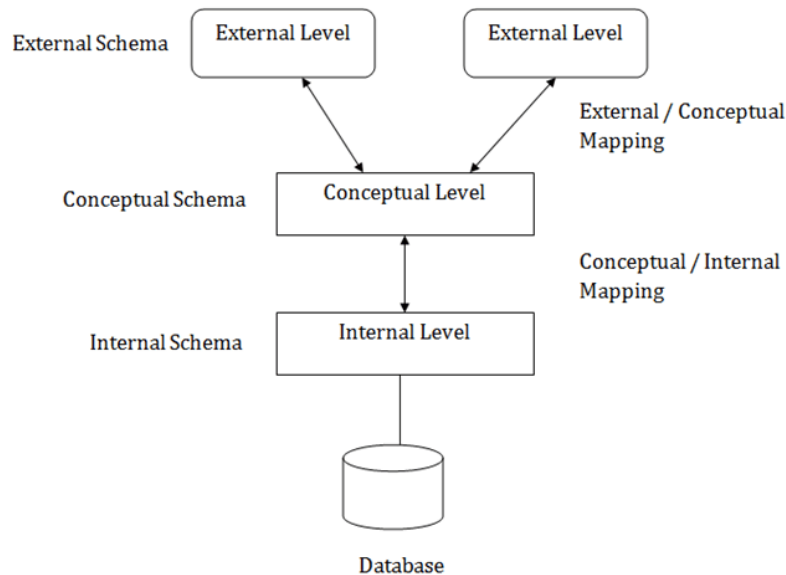 External Schema
External Level
External Level
External / Conceptual
Mapping
Conceptual Schema
Conceptual Level
Conceptual / Internal
Mapping
Internal Schema
Internal Level
Database